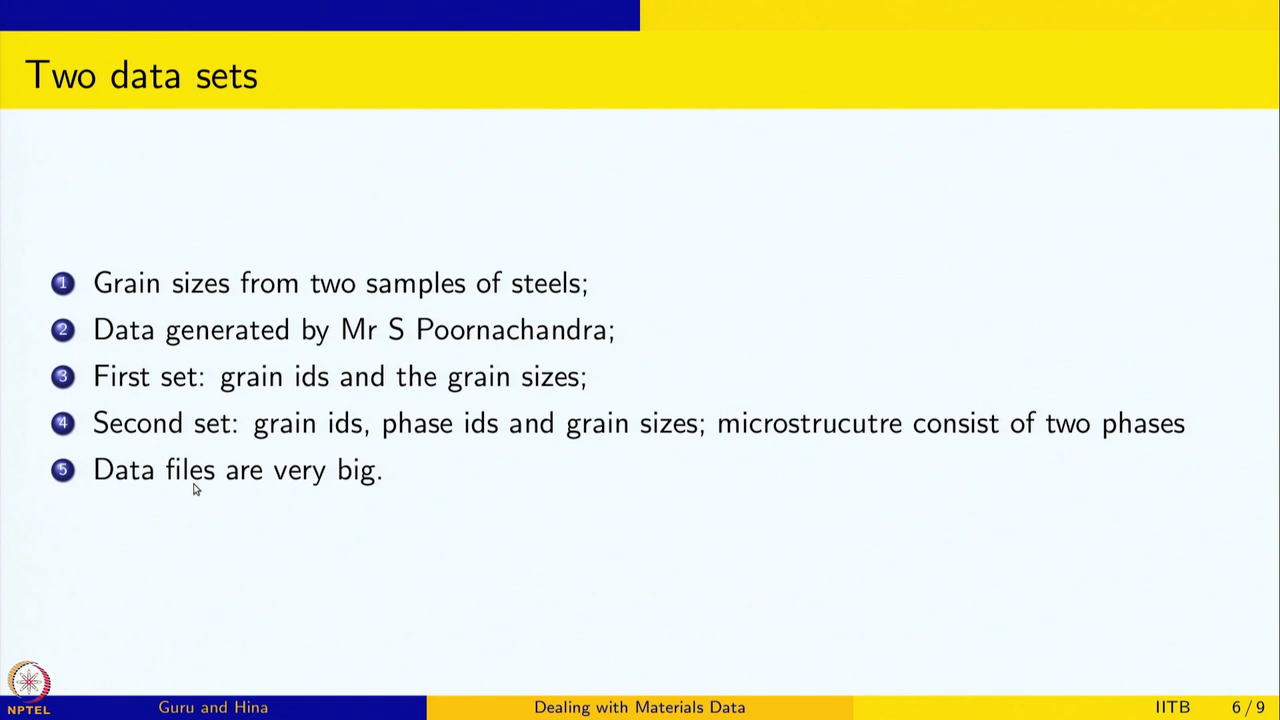 Two data sets
1 Grain sizes from two samples of steels;
2 Data generated by Mr S Poornachandra;
3 First set: grain ids and the grain sizes;
4 Second set: grain ids, phase ids and grain sizes; microstrucutre consist of two phases
5 Data files are very big.
NPTEL
Guru and Hina
Dealing with Materials Data
IITB
6 / 9